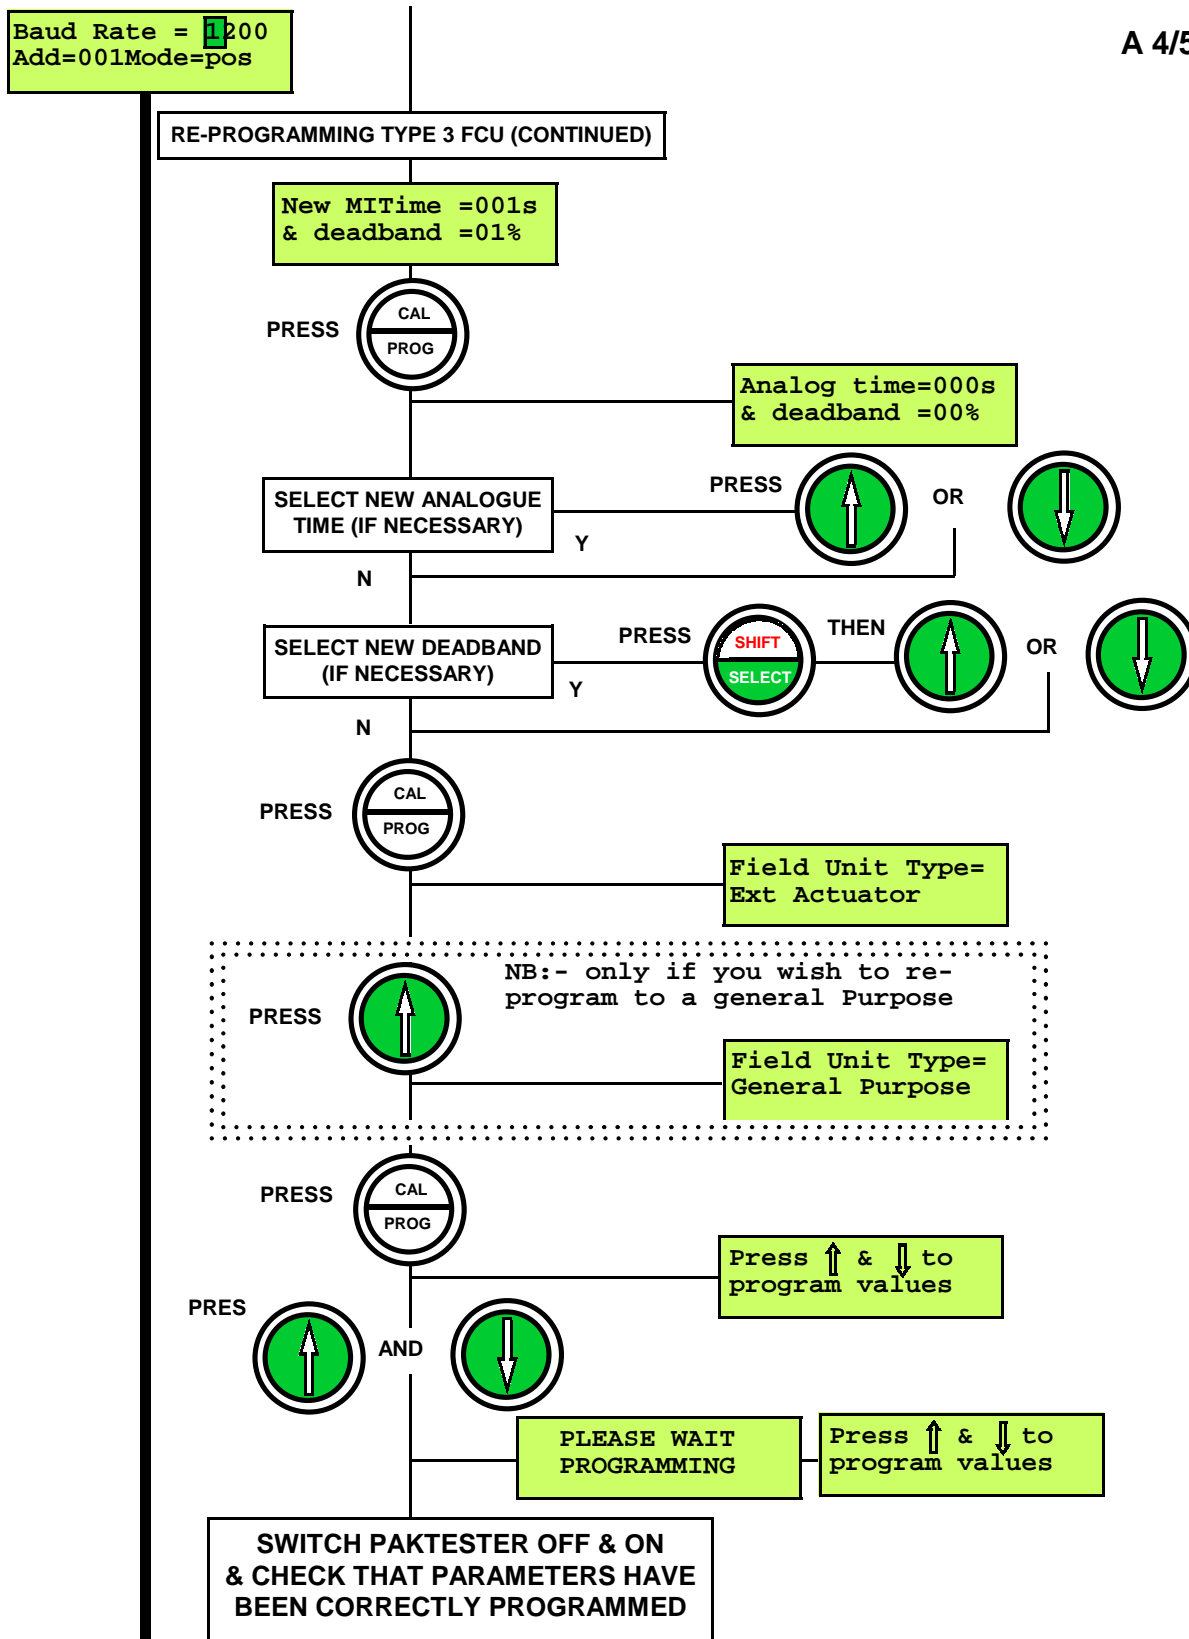 Baud Rate = 1200
Add=001Mode=pos
A 4/5
RE-PROGRAMMING TYPE 3 FCU (CONTINUED)
New MITime =001s
& deadband =01%
PRESS
CAL
PROG
Analog time=000s
& deadband =00%
SELECT NEW ANALOGUE
TIME (IF NECESSARY)
PRESS
OR
Y
N
SELECT NEW DEADBAND
(IF NECESSARY)
PRESS
SHIFT
SELECT
THEN
OR
Y
N
PRESS
CAL
PROG
Field Unit Type=
Ext Actuator
NB:- only if you wish to re-
program to a general Purpose
PRESS
Field Unit Type=
General Purpose
PRESS
CAL
PROG
Press ⇑ & ⇓ to
program values
PRES
AND
PLEASE WAIT
PROGRAMMING
Press ⇑ & ⇓ to
program values
SWITCH PAKTESTER OFF & ON
& CHECK THAT PARAMETERS HAVE
BEEN CORRECTLY PROGRAMMED